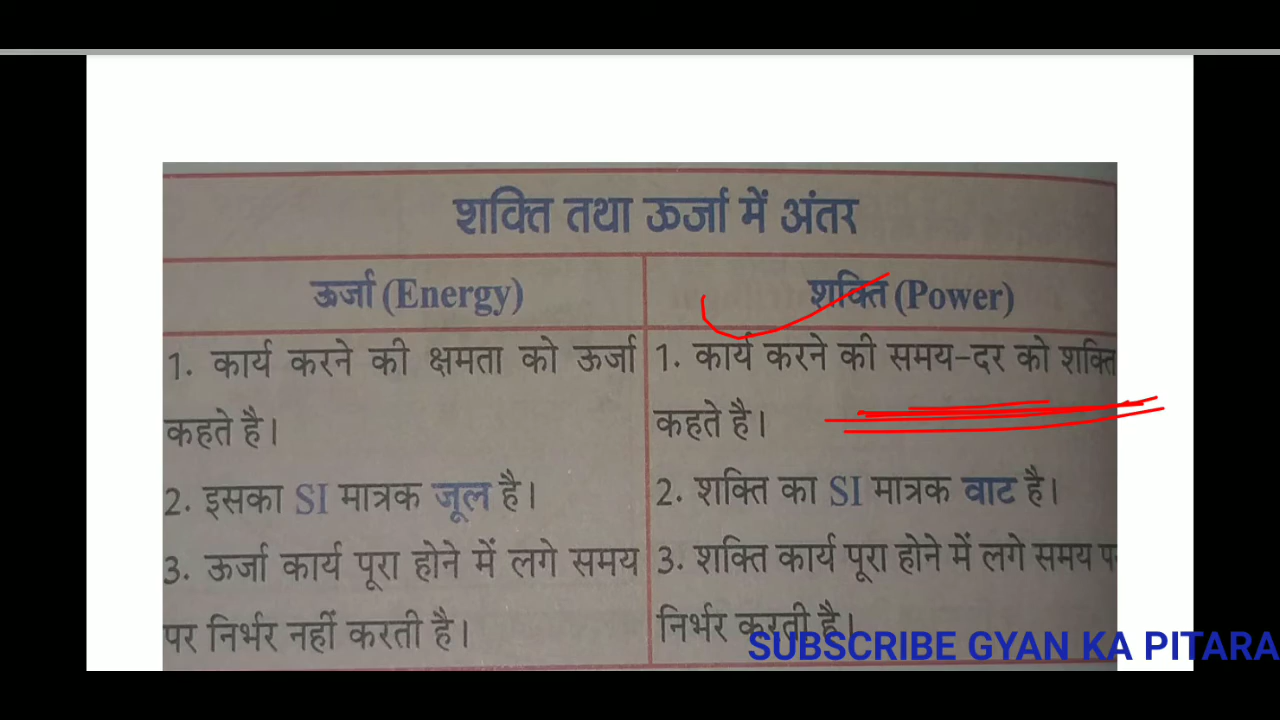 शक्ति तथा ऊर्जा में अंतर
ऊर्जा (Energy)
शक्ति (Power)
1. कार्य करने की क्षमता को ऊर्जा
कहते है।
2. इसका SI मात्रक जूल है।
3. ऊर्जा कार्य पूरा होने में लगे समय
पर निर्भर नहीं करती है।
1. कार्य करने की समय-दर को शक्ति
कहते है।
2. शक्ति का SI मात्रक वाट है।
3. शक्ति कार्य पूरा होने में लगे समय
निर्भर करती है।
SUBSCRIBE GYAN KA PITARA